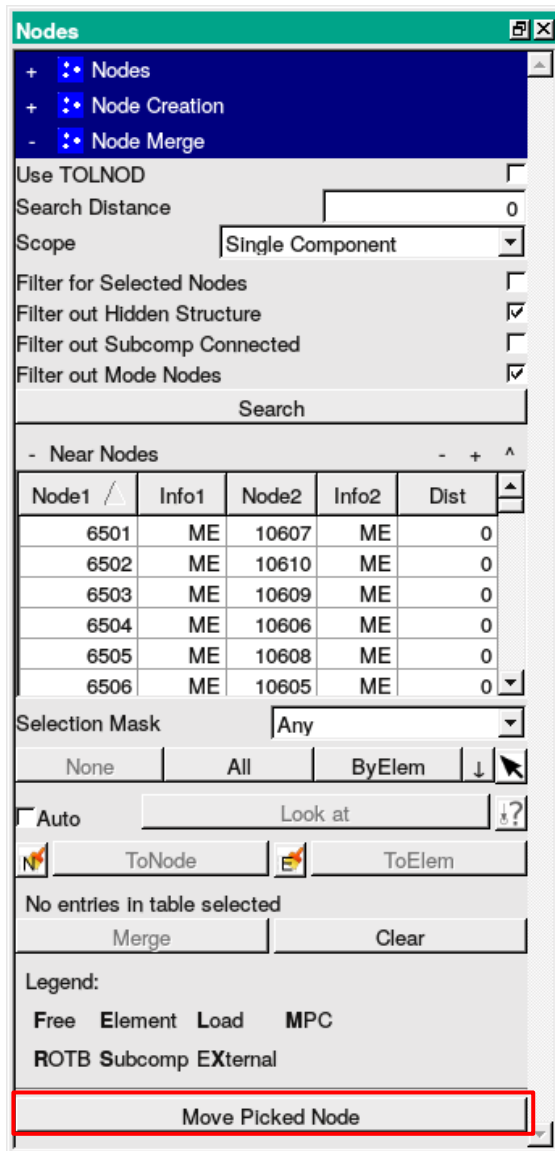 Nodes
+ Nodes
+ Node Creation
- Node Merge
Use TOLNOD
Search Distance 0
Scope Single Component
Filter for Selected Nodes
Filter out Hidden Structure
Filter out Subcomp Connected
Filter out Mode Nodes
Search
- Near Nodes - + ^
Node1 Info1 Node2 Info2 Dist
6501 ME 10607 ME 0
6502 ME 10610 ME 0
6503 ME 10609 ME 0
6504 ME 10606 ME 0
6505 ME 10608 ME 0
6506 ME 10605 ME 0
Selection Mask Any
None All ByElem ↓
Auto Look at ?
N ToNode E ToElem
No entries in table selected
Merge Clear
Legend:
Free Element Load MPC
ROTB Subcomp EXternal
Move Picked Node